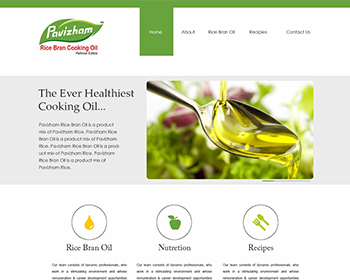 Pavizham
Rice Bran Cooking Oil
Home
About
Rice Bran Oil
Recipes
Contact Us
The Ever Healthiest
Cooking Oil...
Pavizham Rice Bran Oil is a product
mix of Pavizham Rice. Pavizham Rice
Bran Oil is a product mix of Pavizham
Rice. Pavizham Rice Bran Oil is a prod
uct mix of Pavizham Rice. Pavizham
Rice Bran Oil is a product mix of
Pavizham Rice.
Rice Bran Oil
Nutretion
Recipes
Our team consists of dynamic professionals, who
work in a stimulating environment and whose
remuneration & career development opportunities
Our team consists of dynamic professionals, who
work in a stimulating environment and whose
remuneration & career development opportunities
Our team consists of dynamic professionals, who
work in a stimulating environment and whose
remuneration & career development opportunities